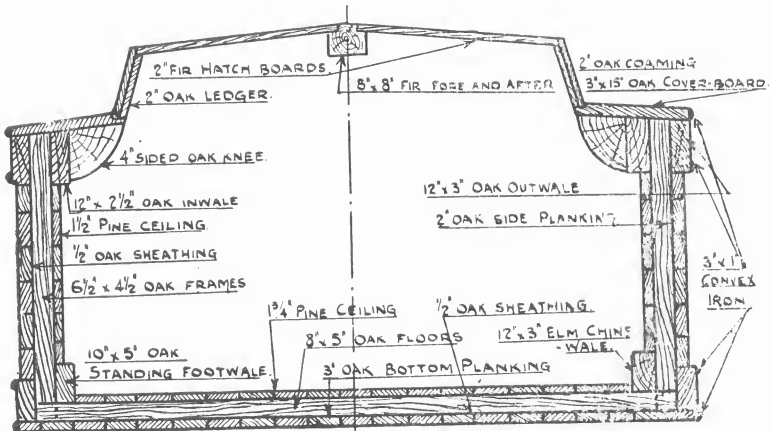 2" FIR HATCH BOARDS.
2" OAK LEDGER.
8" x 8" FIR FORE AND AFTER
2" OAK COAMING
3" x 15" OAK COVER-BOARD.
4" SIDED OAK KNEE.
12" x 2½" OAK INWALE
1½" PINE CEILING.
½" OAK SHEATHING
6½" x 4½" OAK FRAMES
12" x 3" OAK OUTWALE
2" OAK SIDE PLANKING
3" x 1"
CONVEX
IRON
1¾" PINE CEILING
½" OAK SHEATHING.
8" x 5" OAK FLOORS
12" x 3" ELM CHINE
-WALE.
10" x 5" OAK
STANDING FOOTWALE.
3" OAK BOTTOM PLANKING